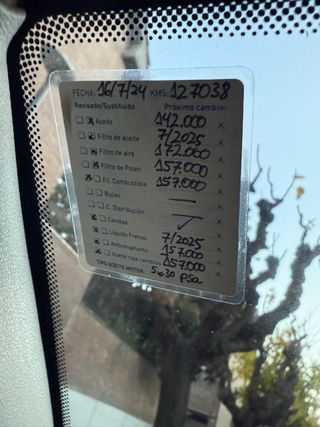 FECHA: 16/7/24 KMS: 127038
Revisado/Sustituido Próximo cambio:
Aceite 142.000 K.
Filtro de aceite 7/2025 K.
Filtro de aire 172.000 K.
Filtro de Polen 157.000 K.
Fil. Combustible 157.000 K.
Bujías — K.
C. Distribución — K.
Correas ✓ K.
Líquido Frenos 7/2025 K.
Anticongelante 157.000 K.
Aceite caja cambios 157.000 K.
TIPO ACEITE MOTOR: 5w30 PSA